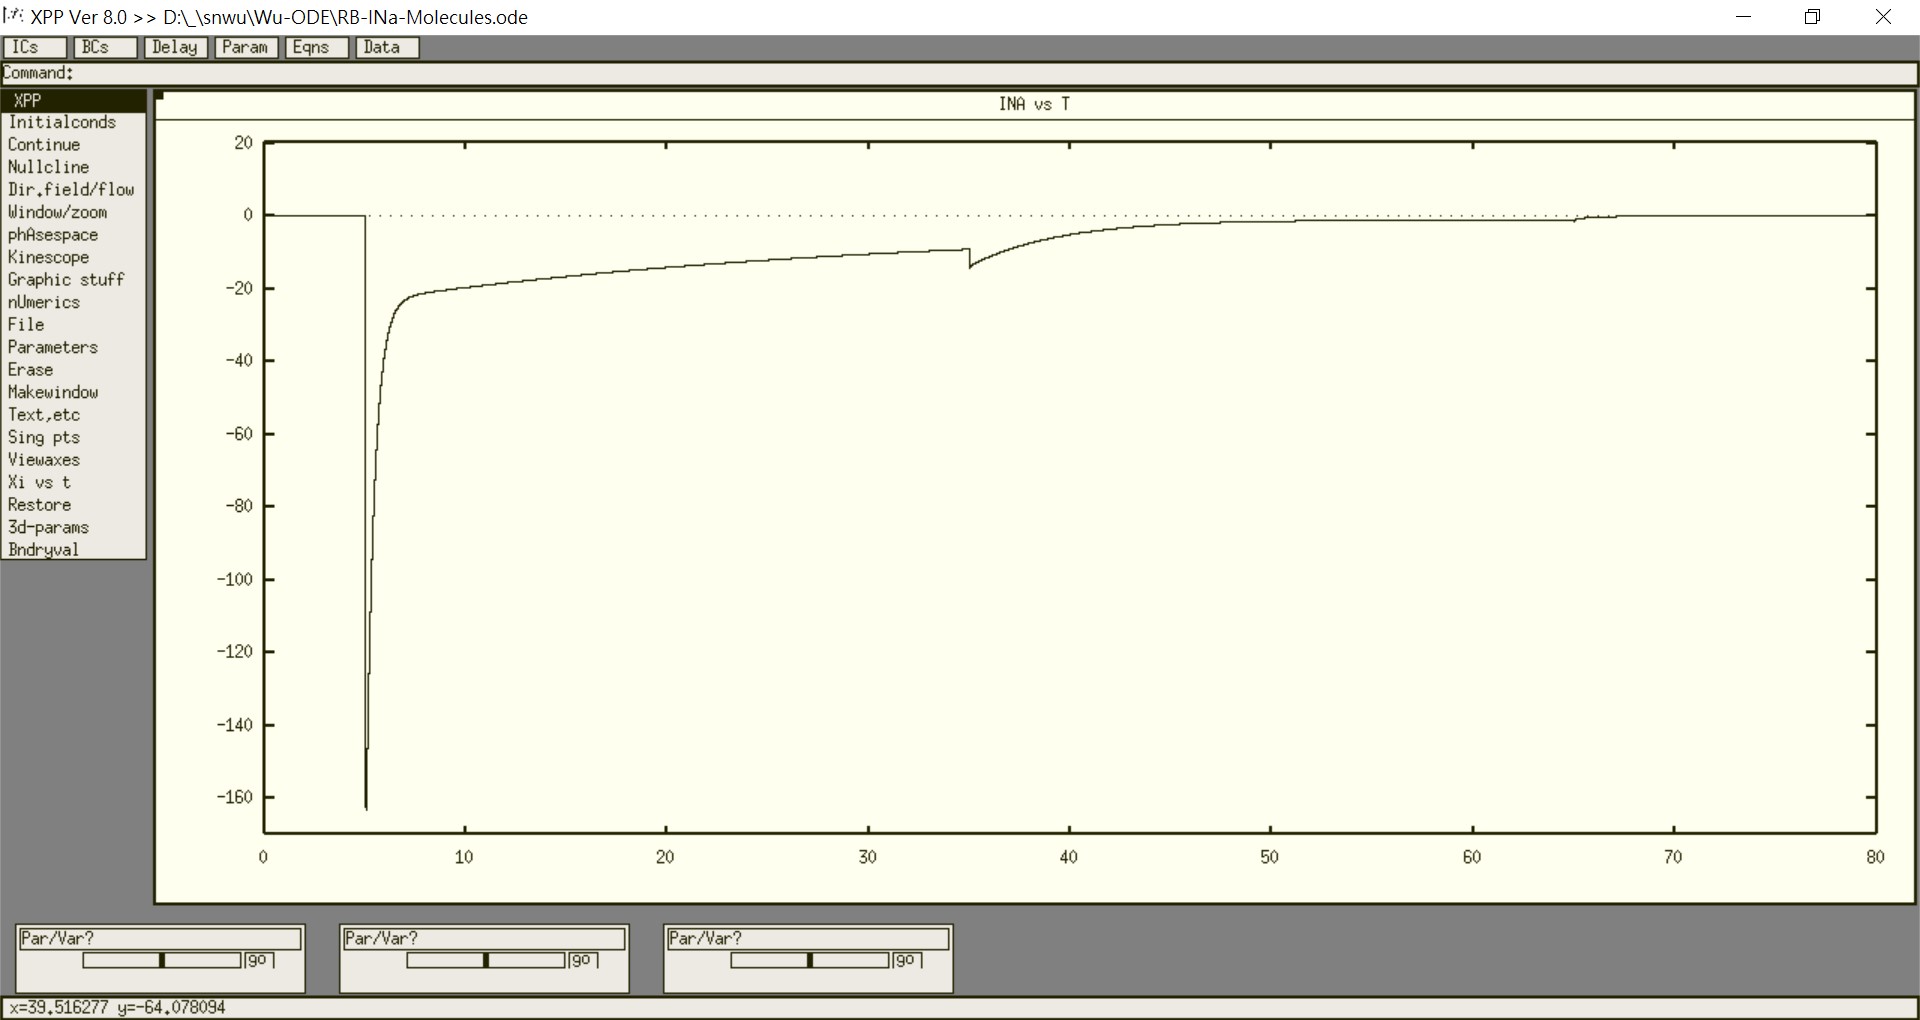 XPP Ver 8.0 >> D:\_\snwu\Wu-ODE\RB-INa-Molecules.ode
ICs BCs Delay Param Eqns Data
Command:
XPP
Initialconds
Continue
Nullcline
Dir.field/flow
Window/zoom
phAsespace
Kinescope
Graphic stuff
nUmerics
File
Parameters
Erase
Makewindow
Text,etc
Sing pts
Viewaxes
Xi vs t
Restore
3d-params
Bndryval
INA vs T
20
0
-20
-40
-60
-80
-100
-120
-140
-160
0 10 20 30 40 50 60 70 80
Par/Var? Par/Var? Par/Var?
x=39.516277 y=-64.078094